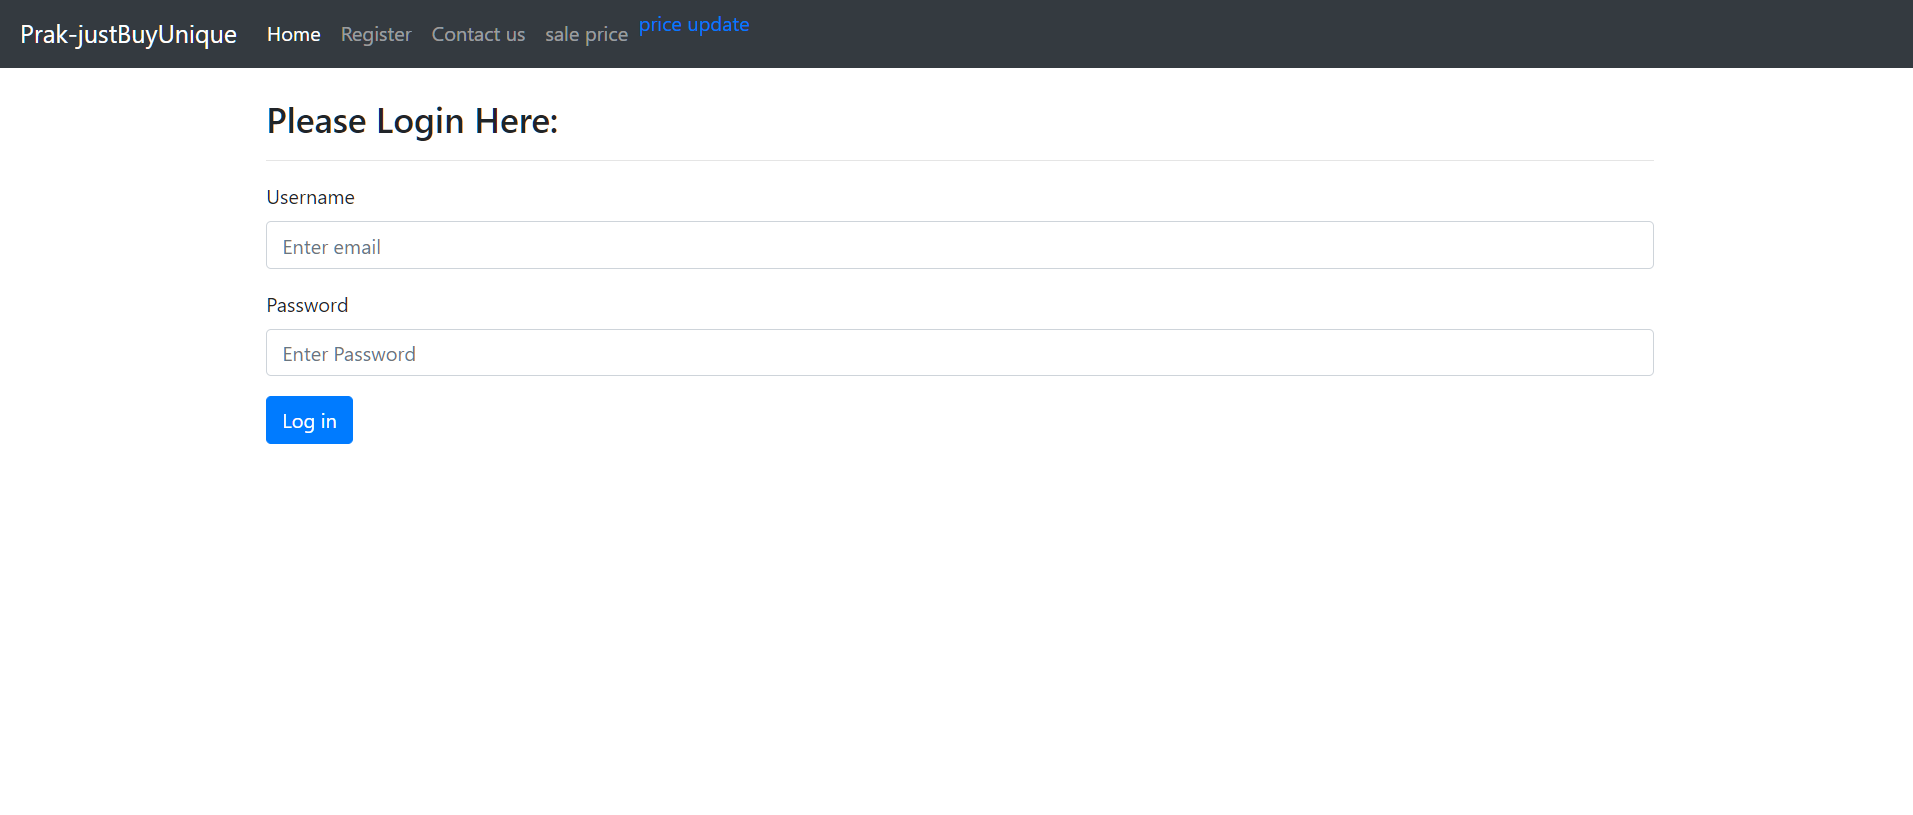 Prak-justBuyUnique Home Register Contact us sale price price update
Please Login Here:
Username
Enter email
Password
Enter Password
Log in